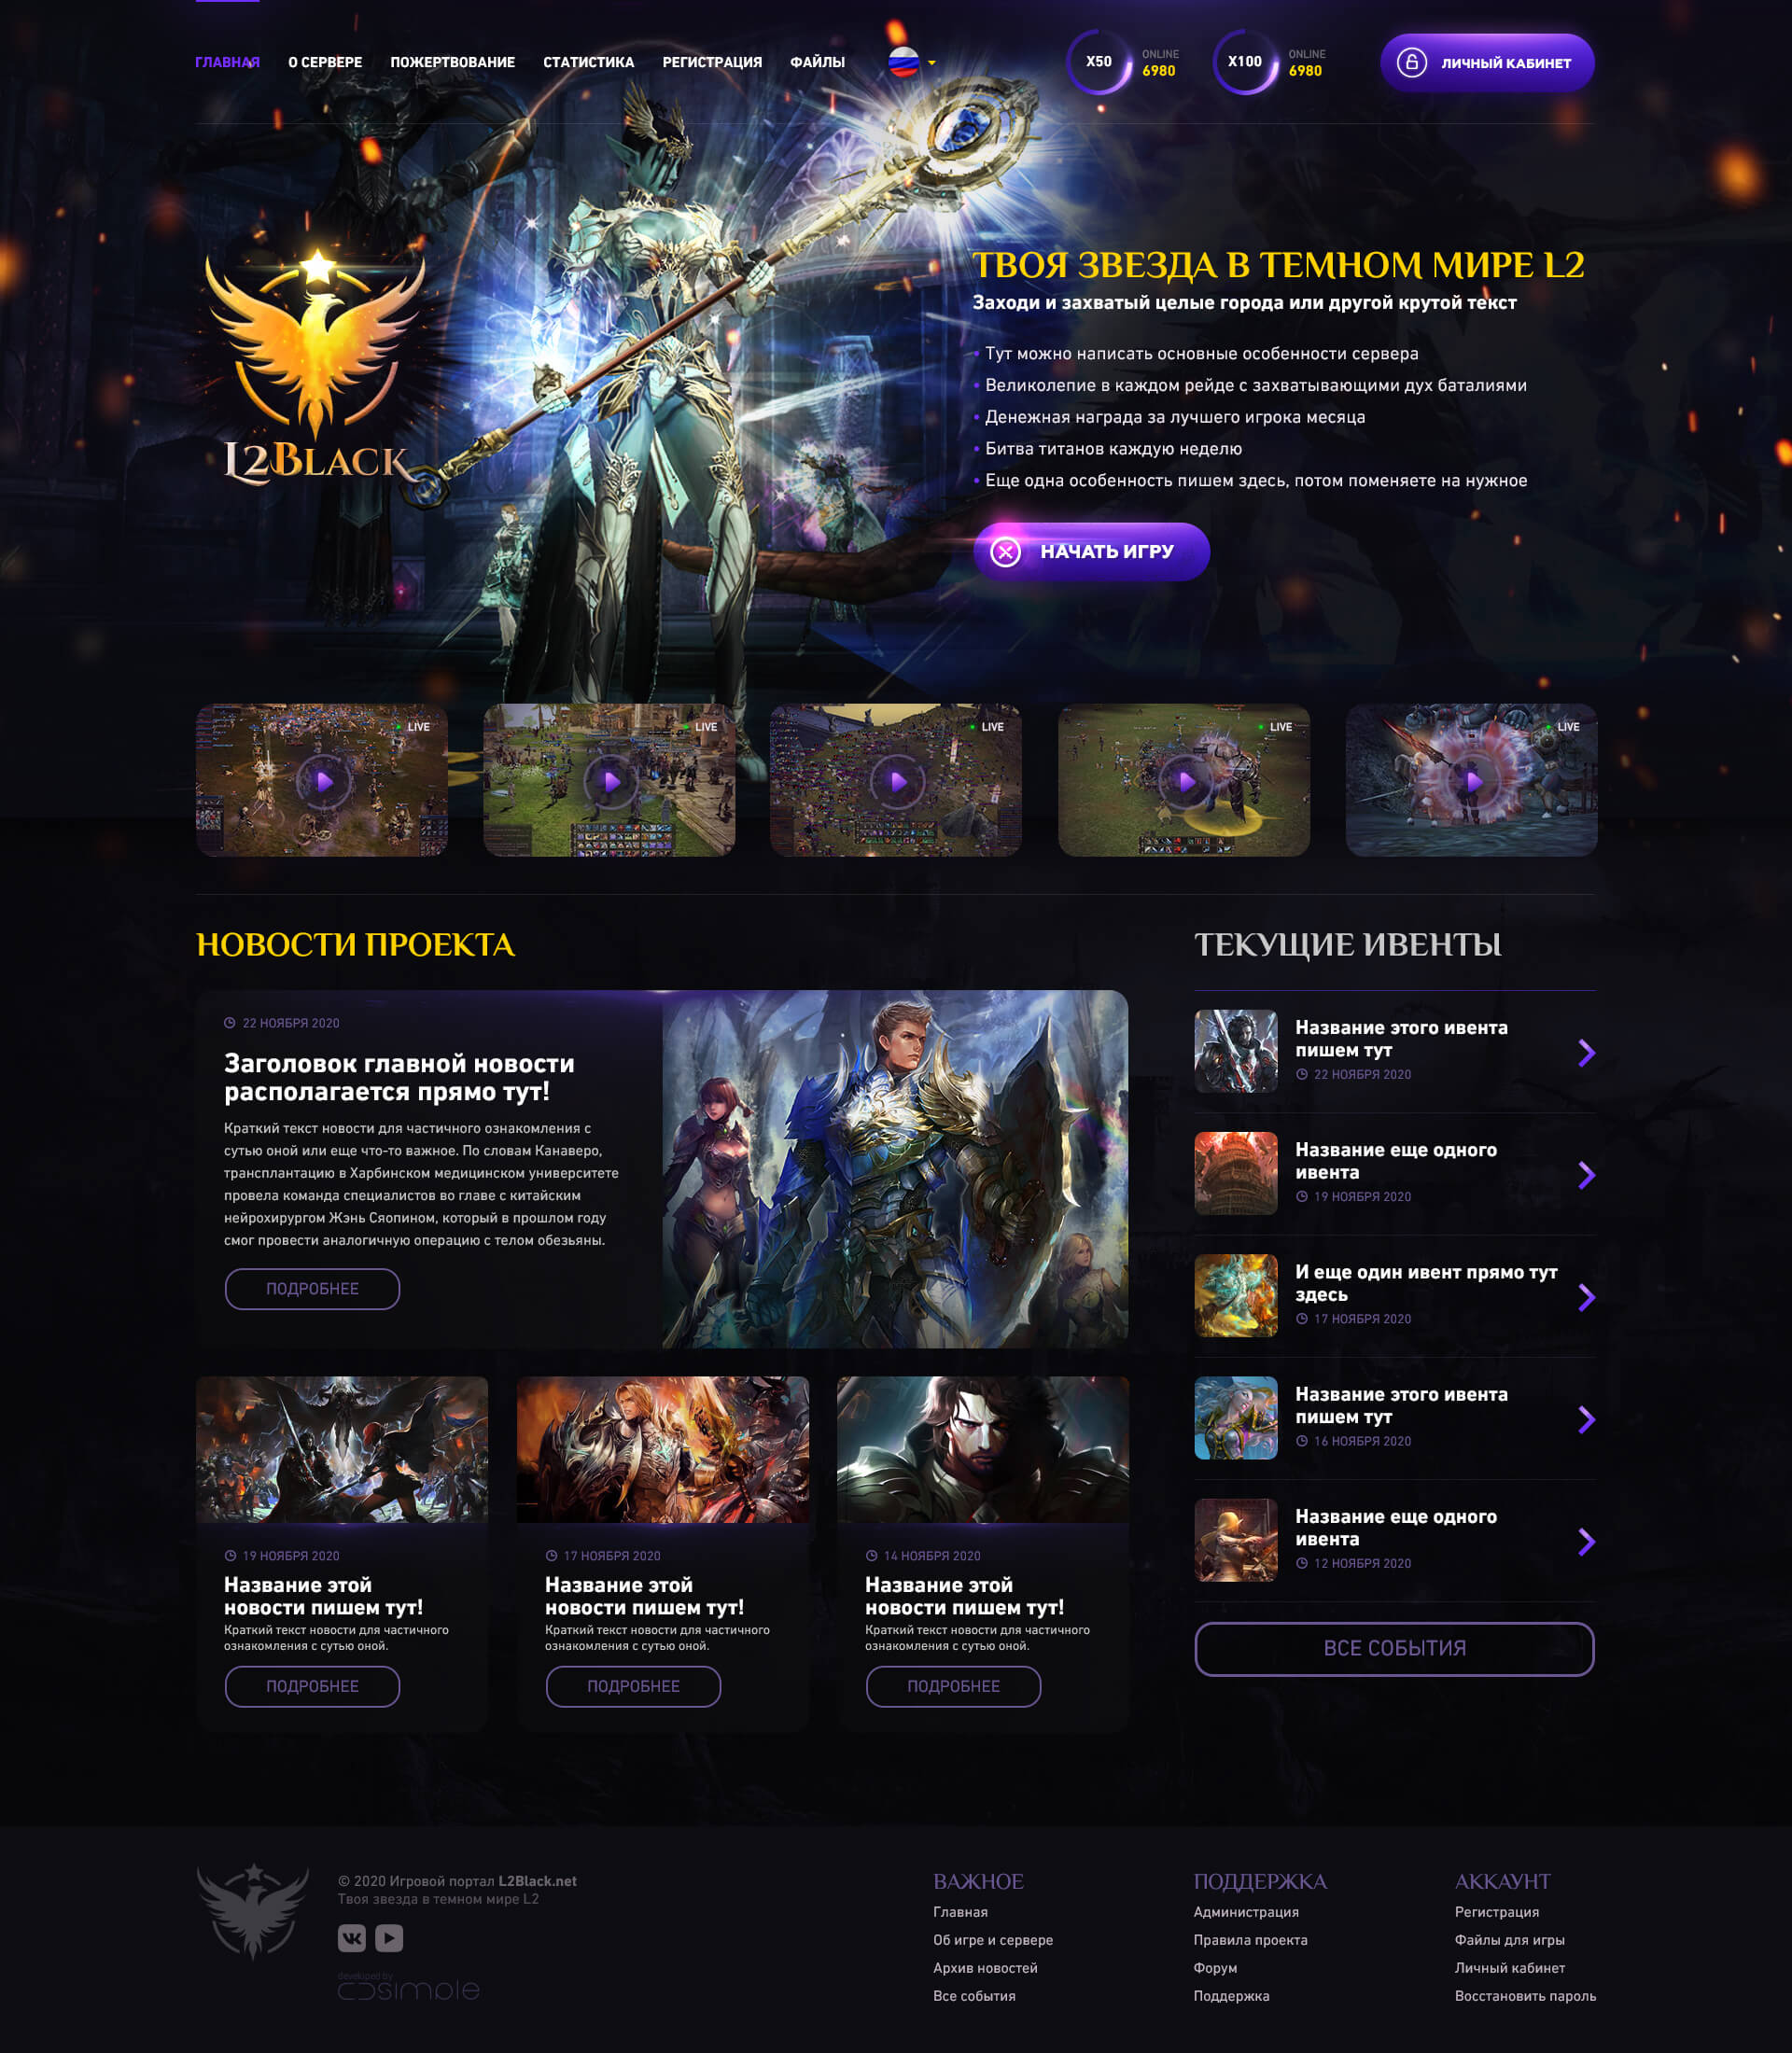 ГЛАВНАЯ О СЕРВЕРЕ ПОЖЕРТВОВАНИЕ СТАТИСТИКА РЕГИСТРАЦИЯ ФАЙЛЫ
X50 ONLINE 6980
X100 ONLINE 6980
ЛИЧНЫЙ КАБИНЕТ
L2BLACK
ТВОЯ ЗВЕЗДА В ТЕМНОМ МИРЕ L2
Заходи и захватый целые города или другой крутой текст
• Тут можно написать основные особенности сервера
• Великолепие в каждом рейде с захватывающими дух баталиями
• Денежная награда за лучшего игрока месяца
• Битва титанов каждую неделю
• Еще одна особенность пишем здесь, потом поменяете на нужное
НАЧАТЬ ИГРУ
LIVE LIVE LIVE LIVE LIVE
НОВОСТИ ПРОЕКТА
22 НОЯБРЯ 2020
Заголовок главной новости
располагается прямо тут!
Краткий текст новости для частичного ознакомления с
сутью оной или еще что-то важное. По словам Канаверо,
трансплантацию в Харбинском медицинском университете
провела команда специалистов во главе с китайским
нейрохирургом Жэнь Сяопином, который в прошлом году
смог провести аналогичную операцию с телом обезьяны.
ПОДРОБНЕЕ
19 НОЯБРЯ 2020
Название этой
новости пишем тут!
Краткий текст новости для частичного
ознакомления с сутью оной.
ПОДРОБНЕЕ
17 НОЯБРЯ 2020
Название этой
новости пишем тут!
Краткий текст новости для частичного
ознакомления с сутью оной.
ПОДРОБНЕЕ
14 НОЯБРЯ 2020
Название этой
новости пишем тут!
Краткий текст новости для частичного
ознакомления с сутью оной.
ПОДРОБНЕЕ
ТЕКУЩИЕ ИВЕНТЫ
Название этого ивента
пишем тут
22 НОЯБРЯ 2020
Название еще одного
ивента
19 НОЯБРЯ 2020
И еще один ивент прямо тут
здесь
17 НОЯБРЯ 2020
Название этого ивента
пишем тут
16 НОЯБРЯ 2020
Название еще одного
ивента
12 НОЯБРЯ 2020
ВСЕ СОБЫТИЯ
© 2020 Игровой портал L2Black.net
Твоя звезда в темном мире L2
developed by
simple
ВАЖНОЕ
Главная
Об игре и сервере
Архив новостей
Все события
ПОДДЕРЖКА
Администрация
Правила проекта
Форум
Поддержка
АККАУНТ
Регистрация
Файлы для игры
Личный кабинет
Восстановить пароль